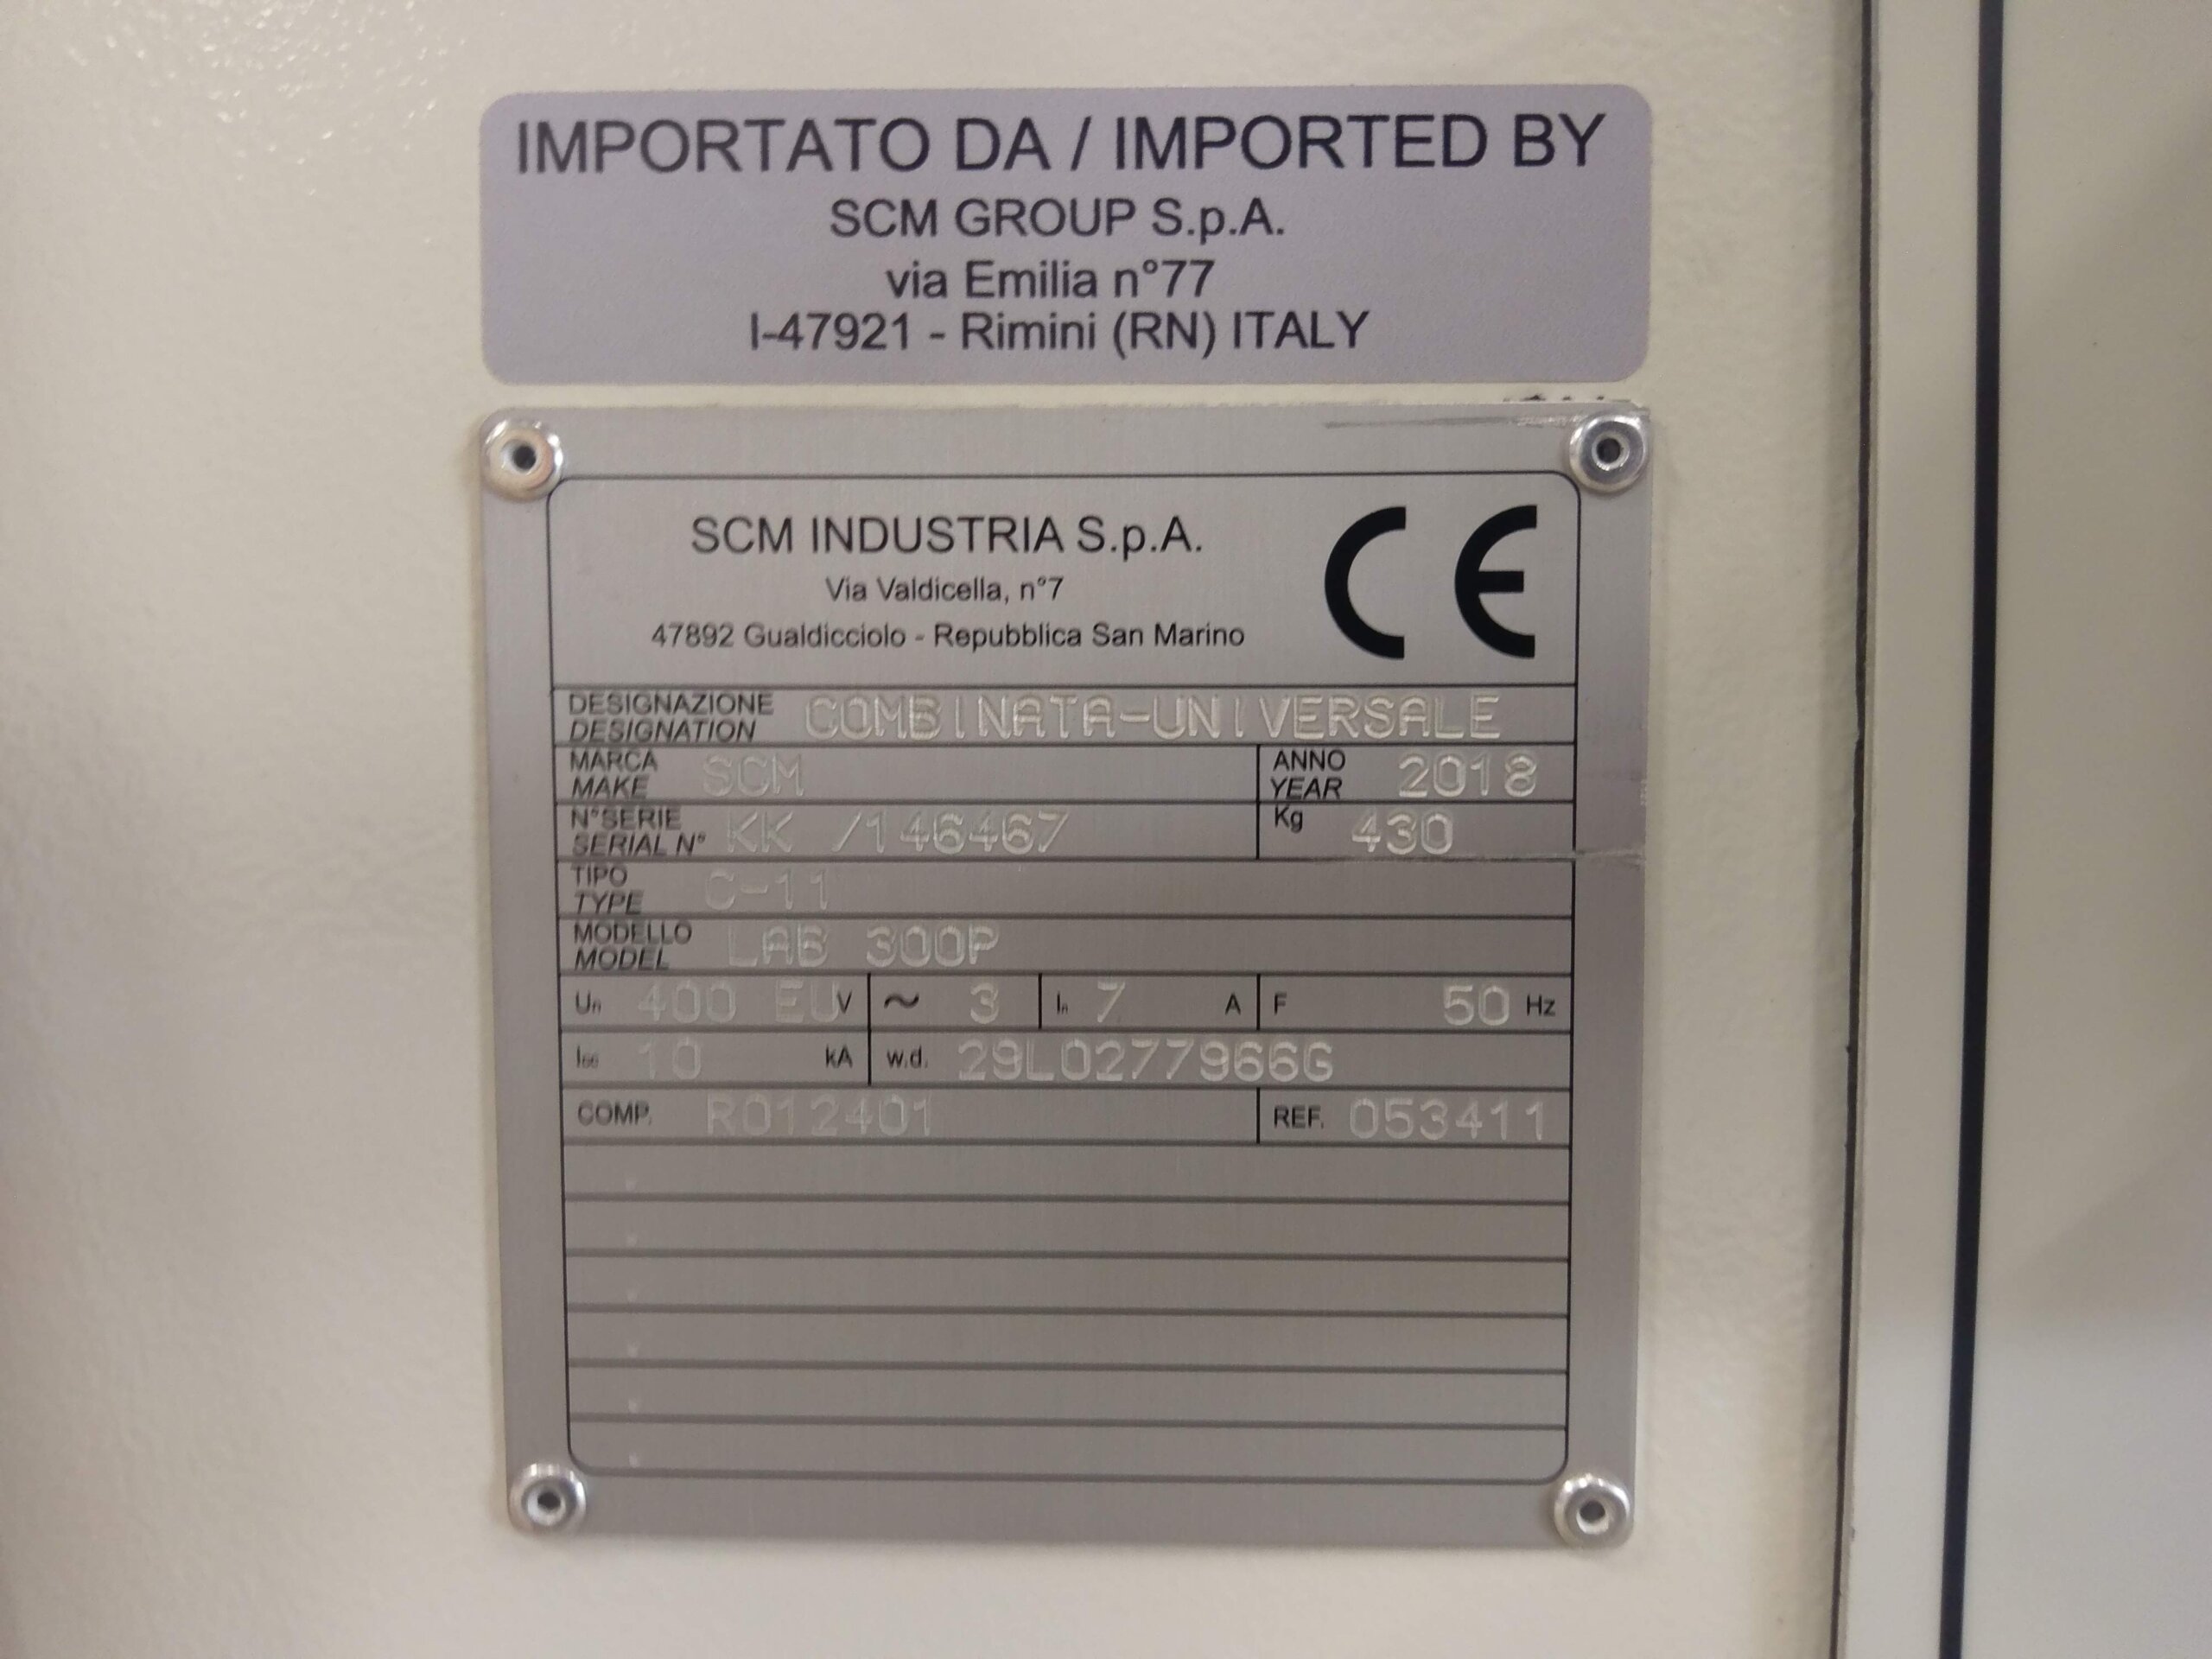 IMPORTATO DA / IMPORTED BY
SCM GROUP S.p.A.
via Emilia n°77
I-47921 - Rimini (RN) ITALY
SCM INDUSTRIA S.p.A.
Via Valdicella, n°7
47892 Gualdicciolo - Repubblica San Marino
CE
DESIGNAZIONE
DESIGNATION COMBINATA-UNIVERSALE
MARCA
MAKE SCM
ANNO
YEAR 2018
N°SERIE
SERIAL N° KK /146467
Kg 430
TIPO
TYPE C-11
MODELLO
MODEL LAB 300P
Un 400 EU V ~ 3 In 7 A F 50 Hz
Icc 10 kA w.d. 29L0277966G
COMP. R012401 REF. 053411